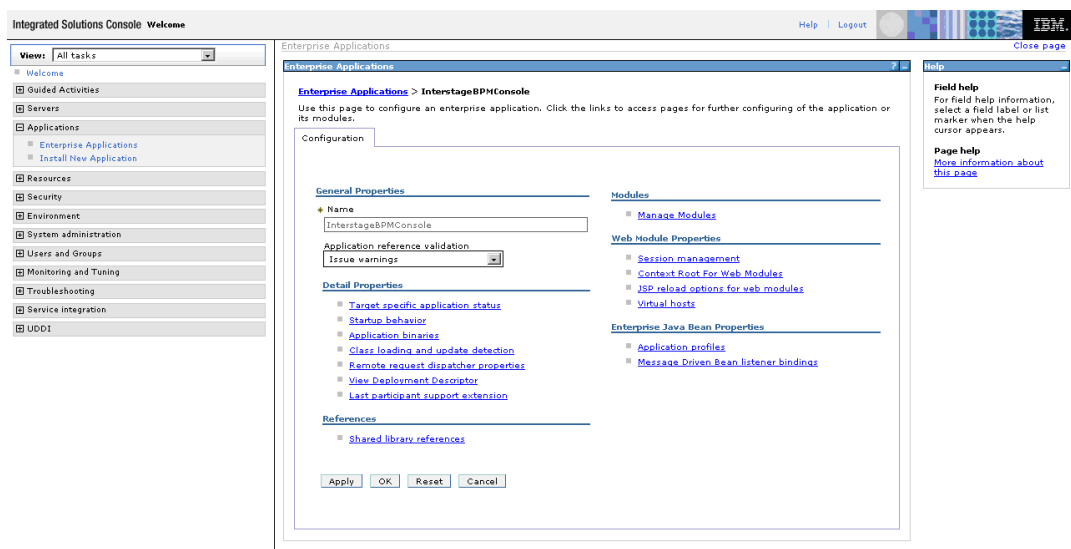 Integrated Solutions Console Welcome
Help | Logout
IBM.
View: All tasks
Welcome
Guided Activities
Servers
Applications
Enterprise Applications
Install New Application
Resources
Security
Environment
System administration
Users and Groups
Monitoring and Tuning
Troubleshooting
Service integration
UDDI
Enterprise Applications
Close page
Enterprise Applications
? _
Enterprise Applications > InterstageBPMConsole
Use this page to configure an enterprise application. Click the links to access pages for further configuring of the application or
its modules.
Configuration
General Properties
Name
InterstageBPMConsole
Application reference validation
Issue warnings
Detail Properties
Target specific application status
Startup behavior
Application binaries
Class loading and update detection
Remote request dispatcher properties
View Deployment Descriptor
Last participant support extension
References
Shared library references
Modules
Manage Modules
Web Module Properties
Session management
Context Root For Web Modules
JSP reload options for web modules
Virtual hosts
Enterprise Java Bean Properties
Application profiles
Message Driven Bean listener bindings
Apply OK Reset Cancel
Help
Field help
For field help information,
select a field label or list
marker when the help
cursor appears.
Page help
More information about
this page